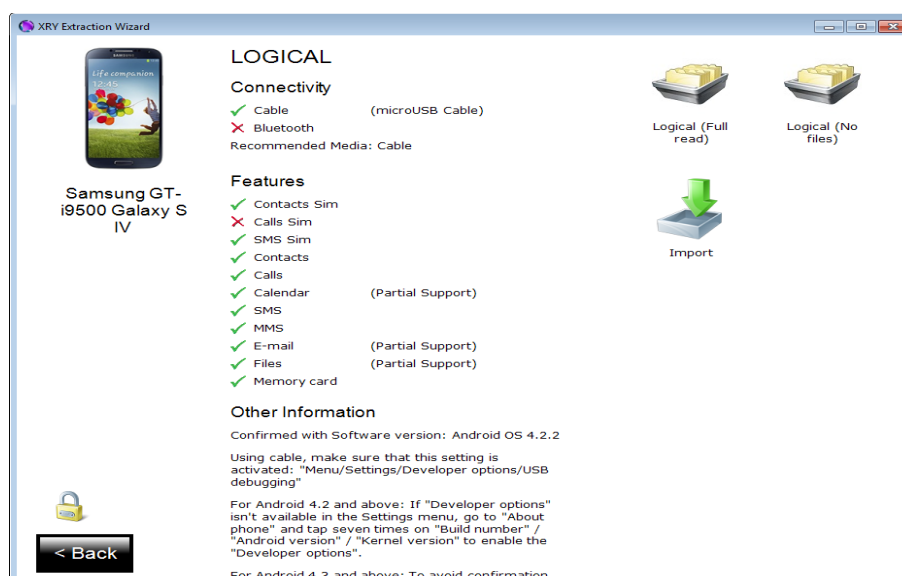 XRY Extraction Wizard
SAMSUNG
Life companion
12:45
Samsung GT-
i9500 Galaxy S
IV
< Back
LOGICAL
Connectivity
Cable (microUSB Cable)
Bluetooth
Recommended Media: Cable
Features
Contacts Sim
Calls Sim
SMS Sim
Contacts
Calls
Calendar (Partial Support)
SMS
MMS
E-mail (Partial Support)
Files (Partial Support)
Memory card
Other Information
Confirmed with Software version: Android OS 4.2.2
Using cable, make sure that this setting is
activated: "Menu/Settings/Developer options/USB
debugging"
For Android 4.2 and above: If "Developer options"
isn't available in the Settings menu, go to "About
phone" and tap seven times on "Build number" /
"Android version" / "Kernel version" to enable the
"Developer options".
For Android 4.3 and above: To avoid confirmation
Logical (Full
read)
Logical (No
files)
Import